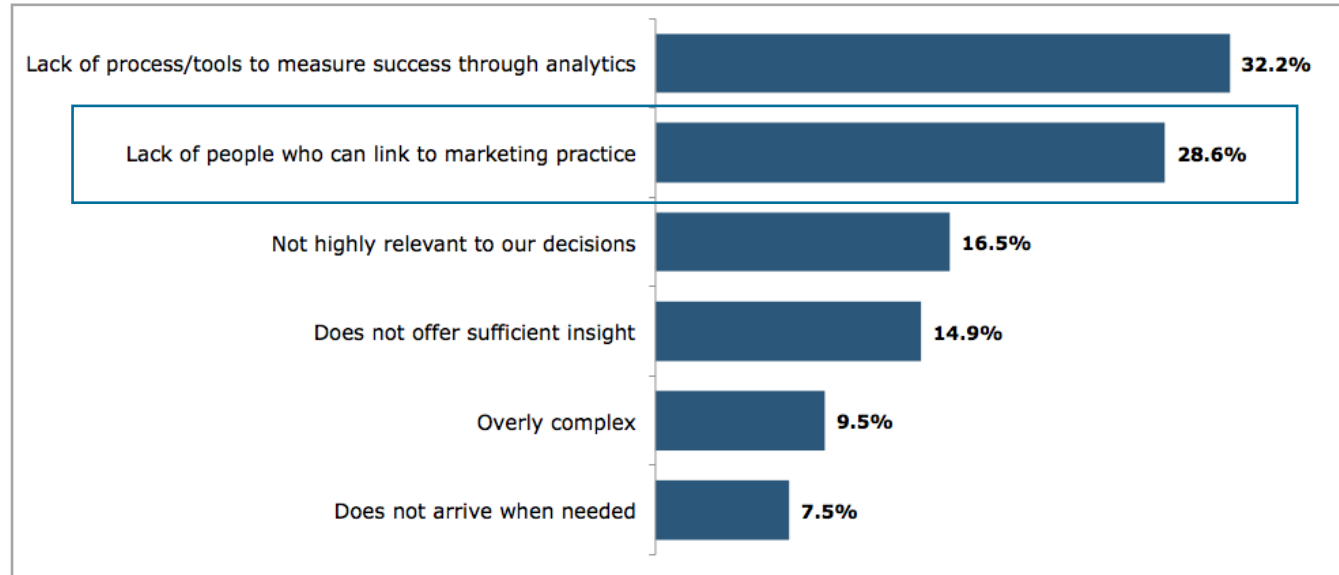 Lack of process/tools to measure success through analytics 32.2%
Lack of people who can link to marketing practice 28.6%
Not highly relevant to our decisions 16.5%
Does not offer sufficient insight 14.9%
Overly complex 9.5%
Does not arrive when needed 7.5%